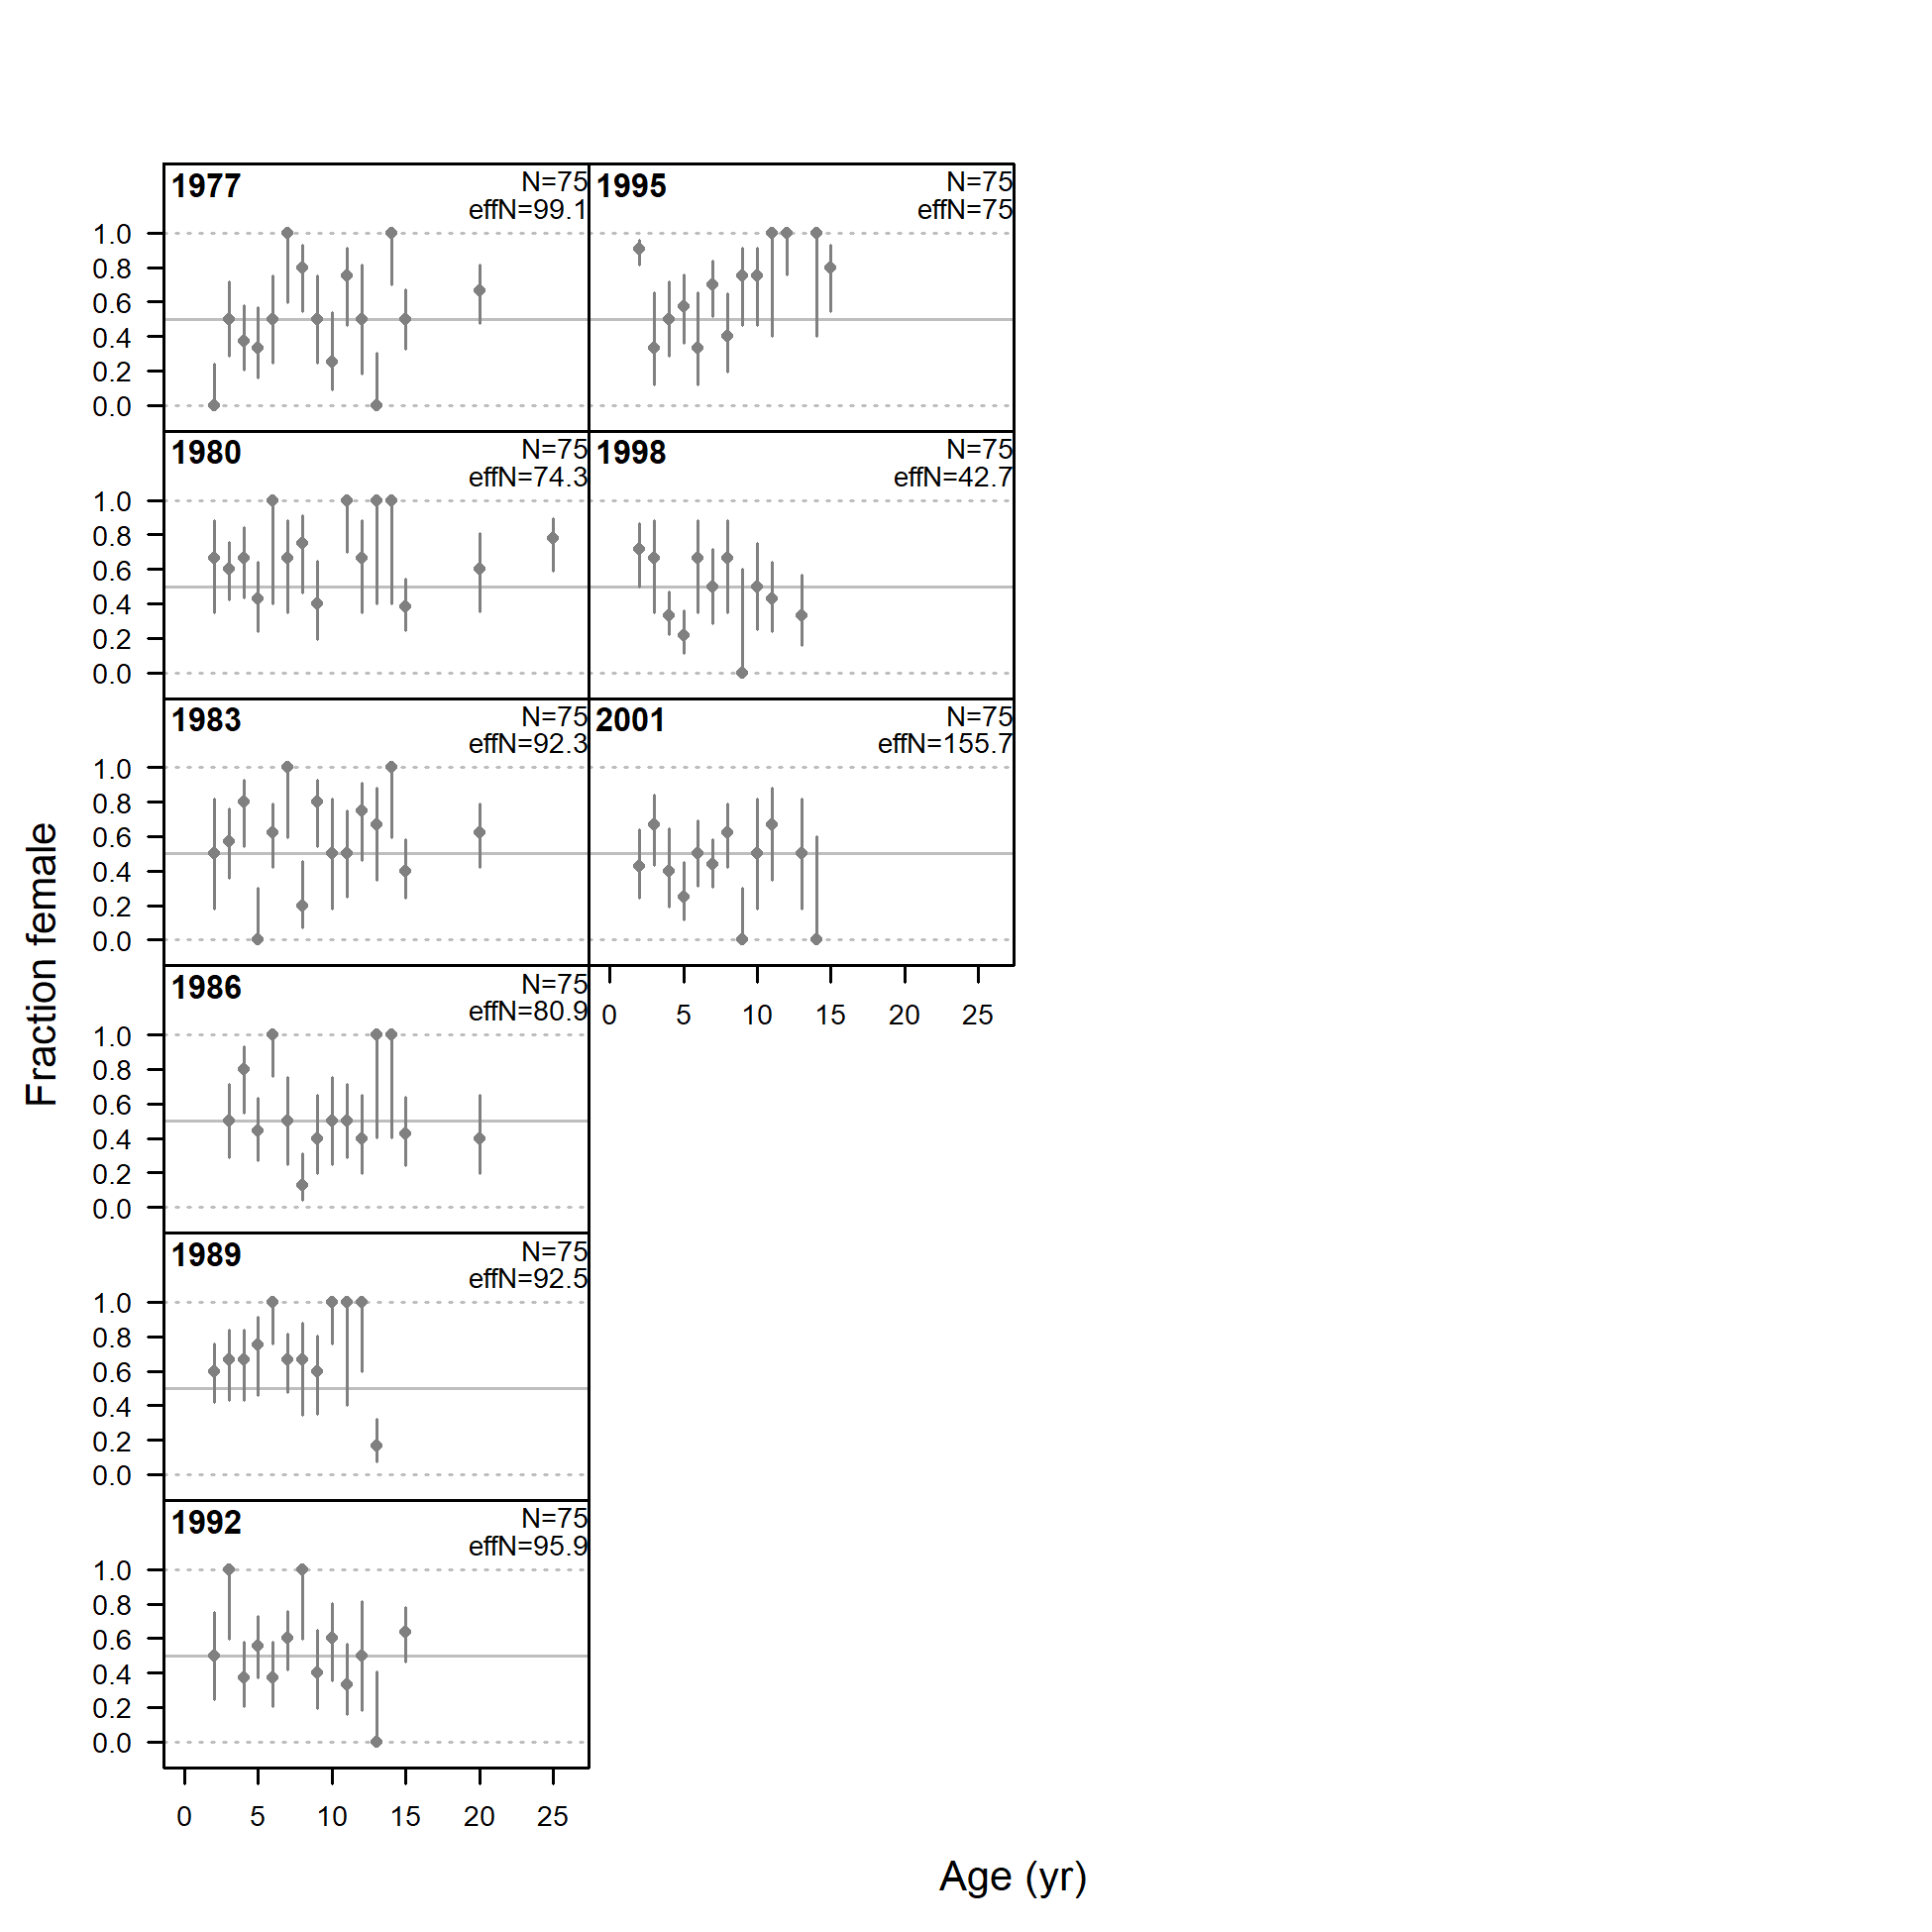 1977 N=75
effN=99.1
1.0
0.8
0.6
0.4
0.2
0.0
1995 N=75
effN=75
1980 N=75
effN=74.3
1.0
0.8
0.6
0.4
0.2
0.0
1998 N=75
effN=42.7
1983 N=75
effN=92.3
1.0
0.8
0.6
0.4
0.2
0.0
2001 N=75
effN=155.7
0 5 10 15 20 25
1986 N=75
effN=80.9
1.0
0.8
0.6
0.4
0.2
0.0
1989 N=75
effN=92.5
1.0
0.8
0.6
0.4
0.2
0.0
1992 N=75
effN=95.9
1.0
0.8
0.6
0.4
0.2
0.0
0 5 10 15 20 25
Fraction female
Age (yr)